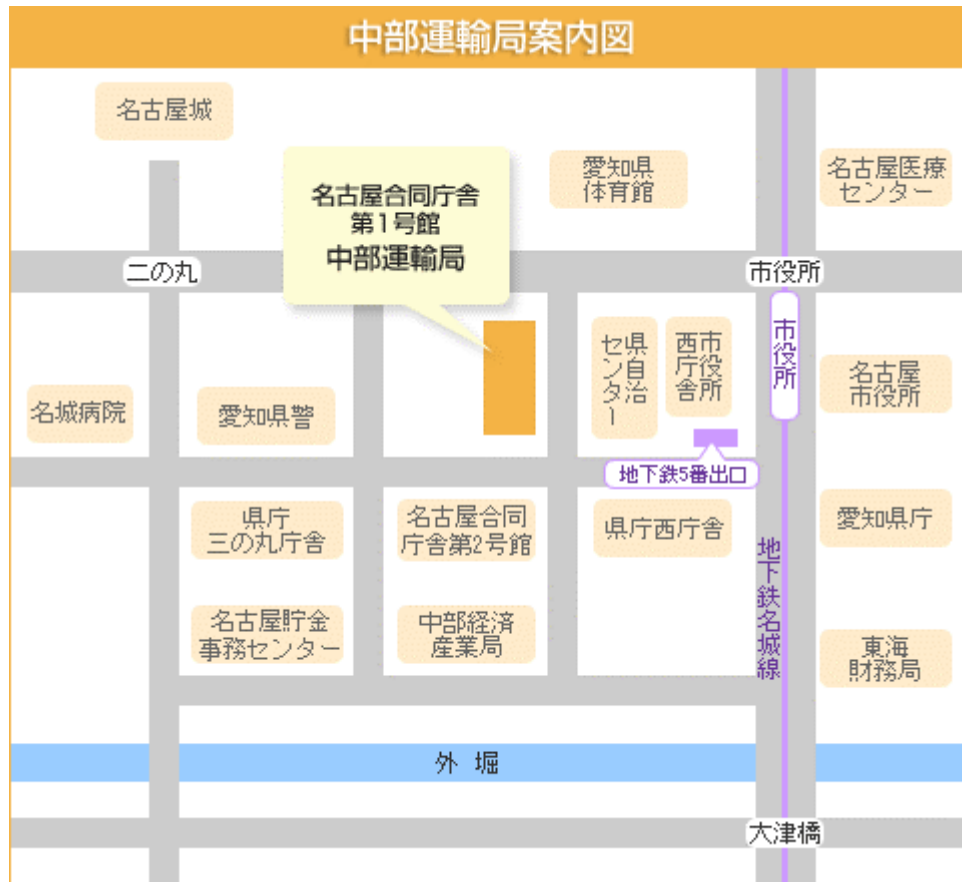 中部運輸局案内図
名古屋城
名古屋合同庁舎
第1号館
中部運輸局
愛知県
体育館
名古屋医療
センター
二の丸
市役所
市役所
県自治
センター
市役所
西庁舎
名古屋
市役所
名城病院
愛知県警
地下鉄5番出口
県庁
三の丸庁舎
名古屋合同
庁舎第2号館
県庁西庁舎
愛知県庁
地下鉄名城線
名古屋貯金
事務センター
中部経済
産業局
東海
財務局
外堀
大津橋